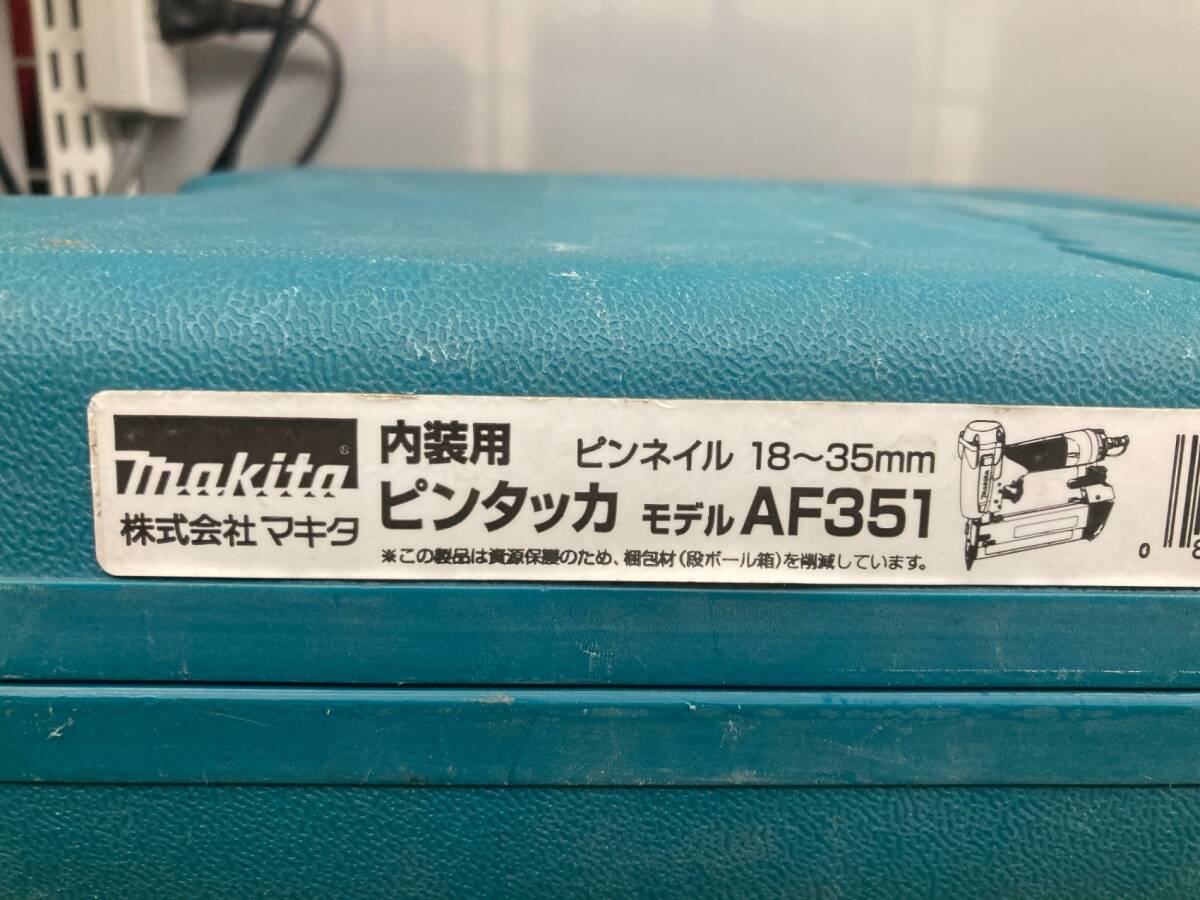 makita®
株式会社マキタ
内装用 ピンネイル 18～35mm
ピンタッカ モデル AF351
※この製品は資源保護のため、梱包材(段ボール箱)を削減しています。
0 8